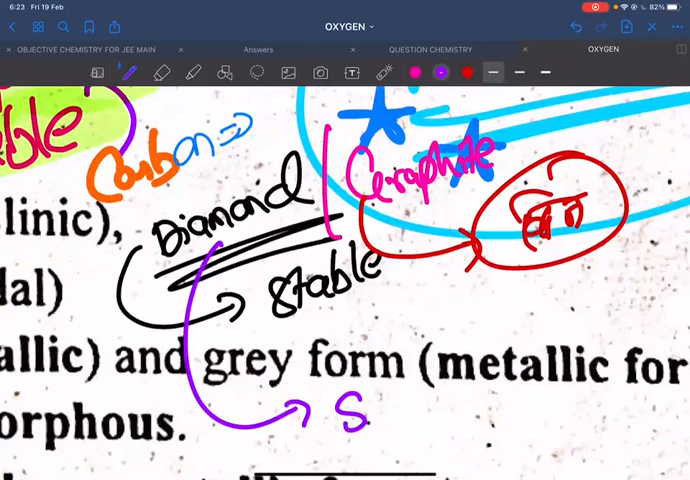 6:23 Fri 19 Feb
82%
OXYGEN
OBJECTIVE CHEMISTRY FOR JEE MAIN
Answers
QUESTION CHEMISTRY
OXYGEN
ble
Carbon ⇒
Graphite
linic),
Diamond
dal)
Stable
allic) and grey form (metallic for
S
orphous.